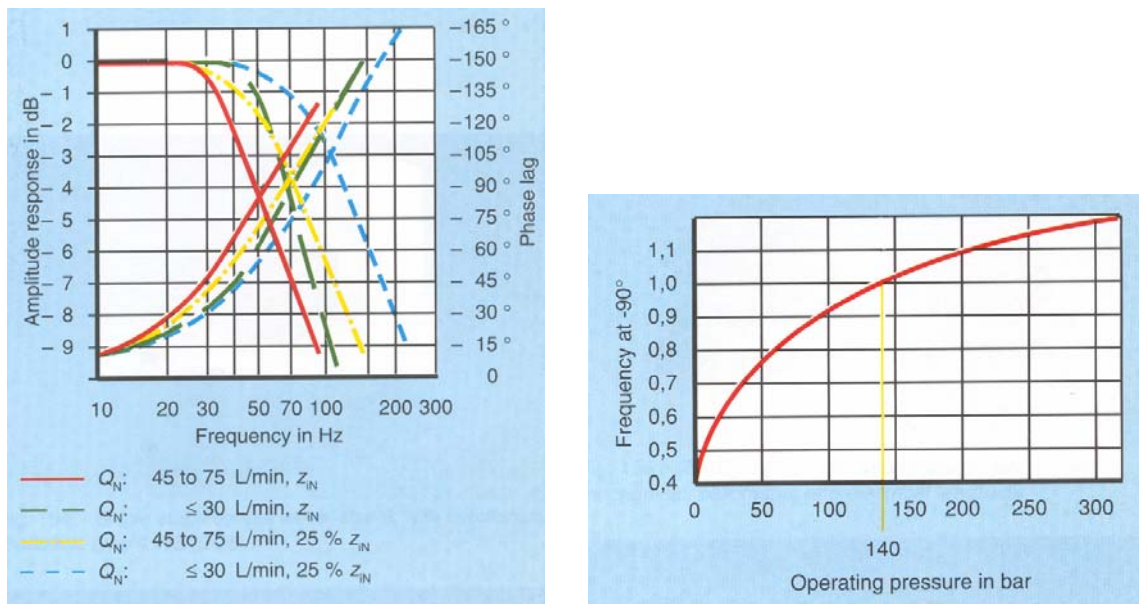 1
0
– 1
– 2
– 3
– 4
– 5
– 6
– 7
– 8
– 9
Amplitude response in dB
–165 °
–150 °
–135 °
–120 °
–105 °
– 90 °
– 75 °
– 60 °
– 45 °
– 30 °
– 15 °
0
Phase lag
10 20 30 50 70 100 200 300
Frequency in Hz
Q_N: 45 to 75 L/min, z_iN
Q_N: ≤ 30 L/min, z_iN
Q_N: 45 to 75 L/min, 25 % z_iN
Q_N: ≤ 30 L/min, 25 % z_iN
1,1
1,0
0,9
0,8
0,7
0,6
0,5
0,4
Frequency at -90°
0 50 100 150 200 250 300
140
Operating pressure in bar